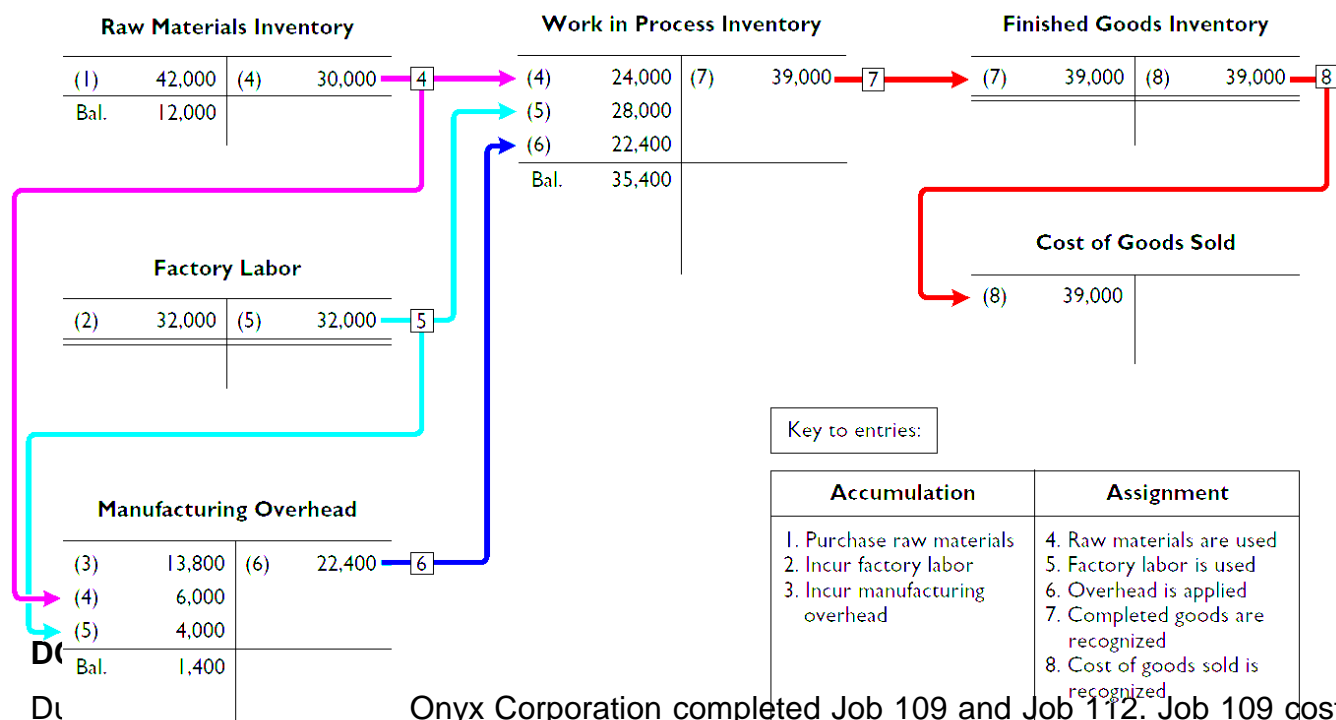 Raw Materials Inventory
(1) 42,000 (4) 30,000 4
Bal. 12,000
Work in Process Inventory
(4) 24,000 (7) 39,000 7
(5) 28,000
(6) 22,400
Bal. 35,400
Finished Goods Inventory
(7) 39,000 (8) 39,000 8
Cost of Goods Sold
(8) 39,000
Factory Labor
(2) 32,000 (5) 32,000 5
Manufacturing Overhead
(3) 13,800 (6) 22,400 6
(4) 6,000
(5) 4,000
Bal. 1,400
Key to entries:
Accumulation
1. Purchase raw materials
2. Incur factory labor
3. Incur manufacturing
overhead
Assignment
4. Raw materials are used
5. Factory labor is used
6. Overhead is applied
7. Completed goods are
recognized
8. Cost of goods sold is
recognized
Onyx Corporation completed Job 109 and Job 112. Job 109 cos